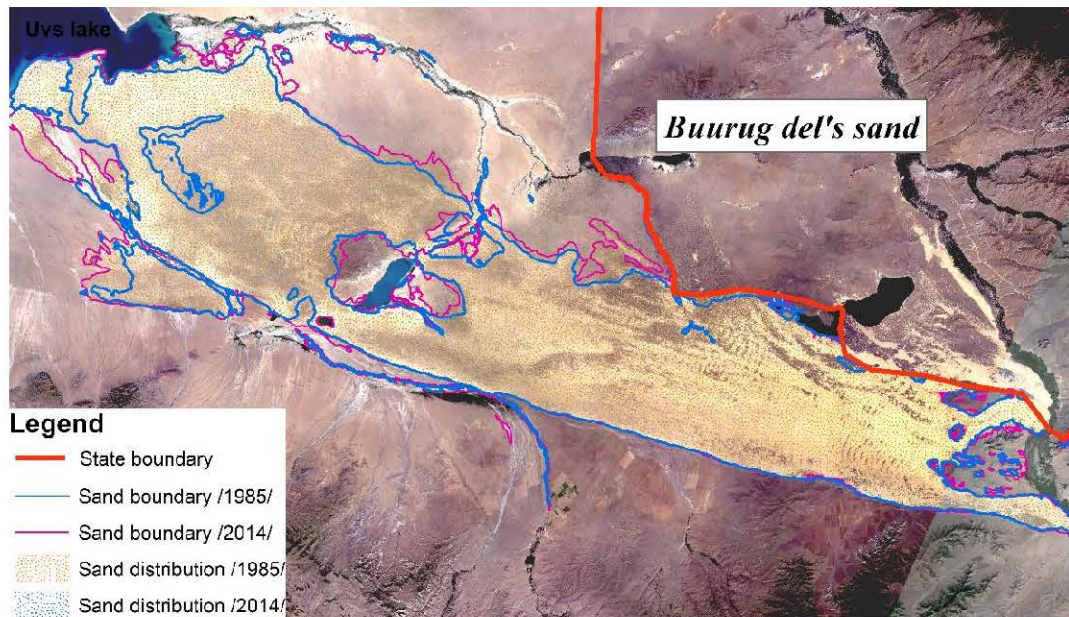 Uvs lake
Buurug del's sand
Legend
State boundary
Sand boundary /1985/
Sand boundary /2014/
Sand distribution /1985/
Sand distribution /2014/